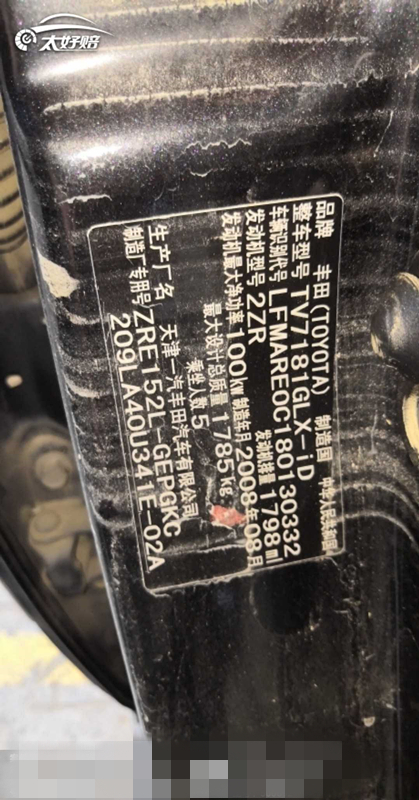 太好赔
品牌 丰田(TOYOTA) 制造国 中华人民共和国
整车型号 TV7181GLX-iD
车辆识别代号 LFMARE0C180130332
发动机型号 2ZR 发动机排量 1798ml
发动机最大净功率 100kw 制造年月 2008年08月
最大设计总质量 1785kg
乘坐人数 5
生产厂名 天津一汽丰田汽车有限公司
制造厂专用号 ZRE152L-GEPGKC
209LA40U341E-02A